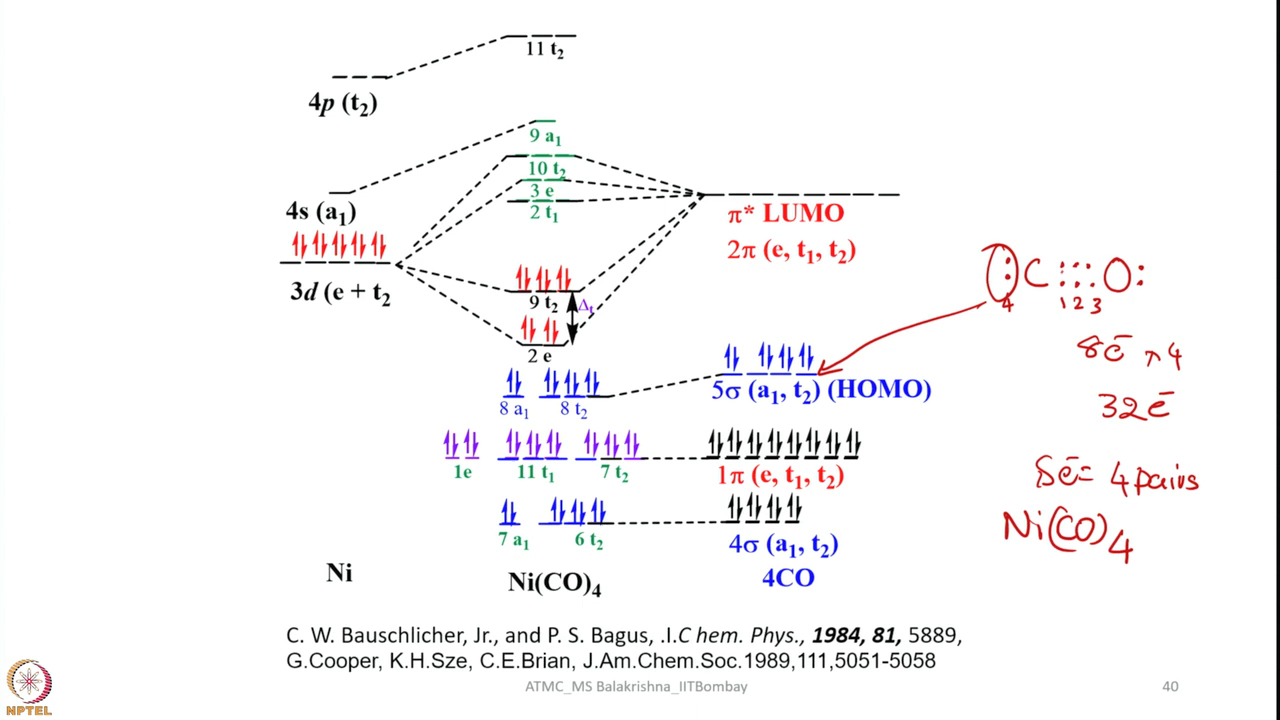 11 t₂
4p (t₂)
9 a₁
10 t₂
3 e
2 t₁
4s (a₁)
π* LUMO
2π (e, t₁, t₂)
3d (e + t₂
9 t₂
Δt
2 e
:C⋮⋮⋮O:
4 1 2 3
8ē × 4
32ē
5σ (a₁, t₂) (HOMO)
8 a₁ 8 t₂
1e 11 t₁ 7 t₂
1π (e, t₁, t₂)
8ē = 4 pairs
Ni(CO)₄
7 a₁ 6 t₂
4σ (a₁, t₂)
Ni
Ni(CO)₄
4CO
C. W. Bauschlicher, Jr., and P. S. Bagus, .I.C hem. Phys., 1984, 81, 5889,
G.Cooper, K.H.Sze, C.E.Brian, J.Am.Chem.Soc.1989,111,5051-5058
NPTEL
ATMC_MS Balakrishna_IITBombay
40